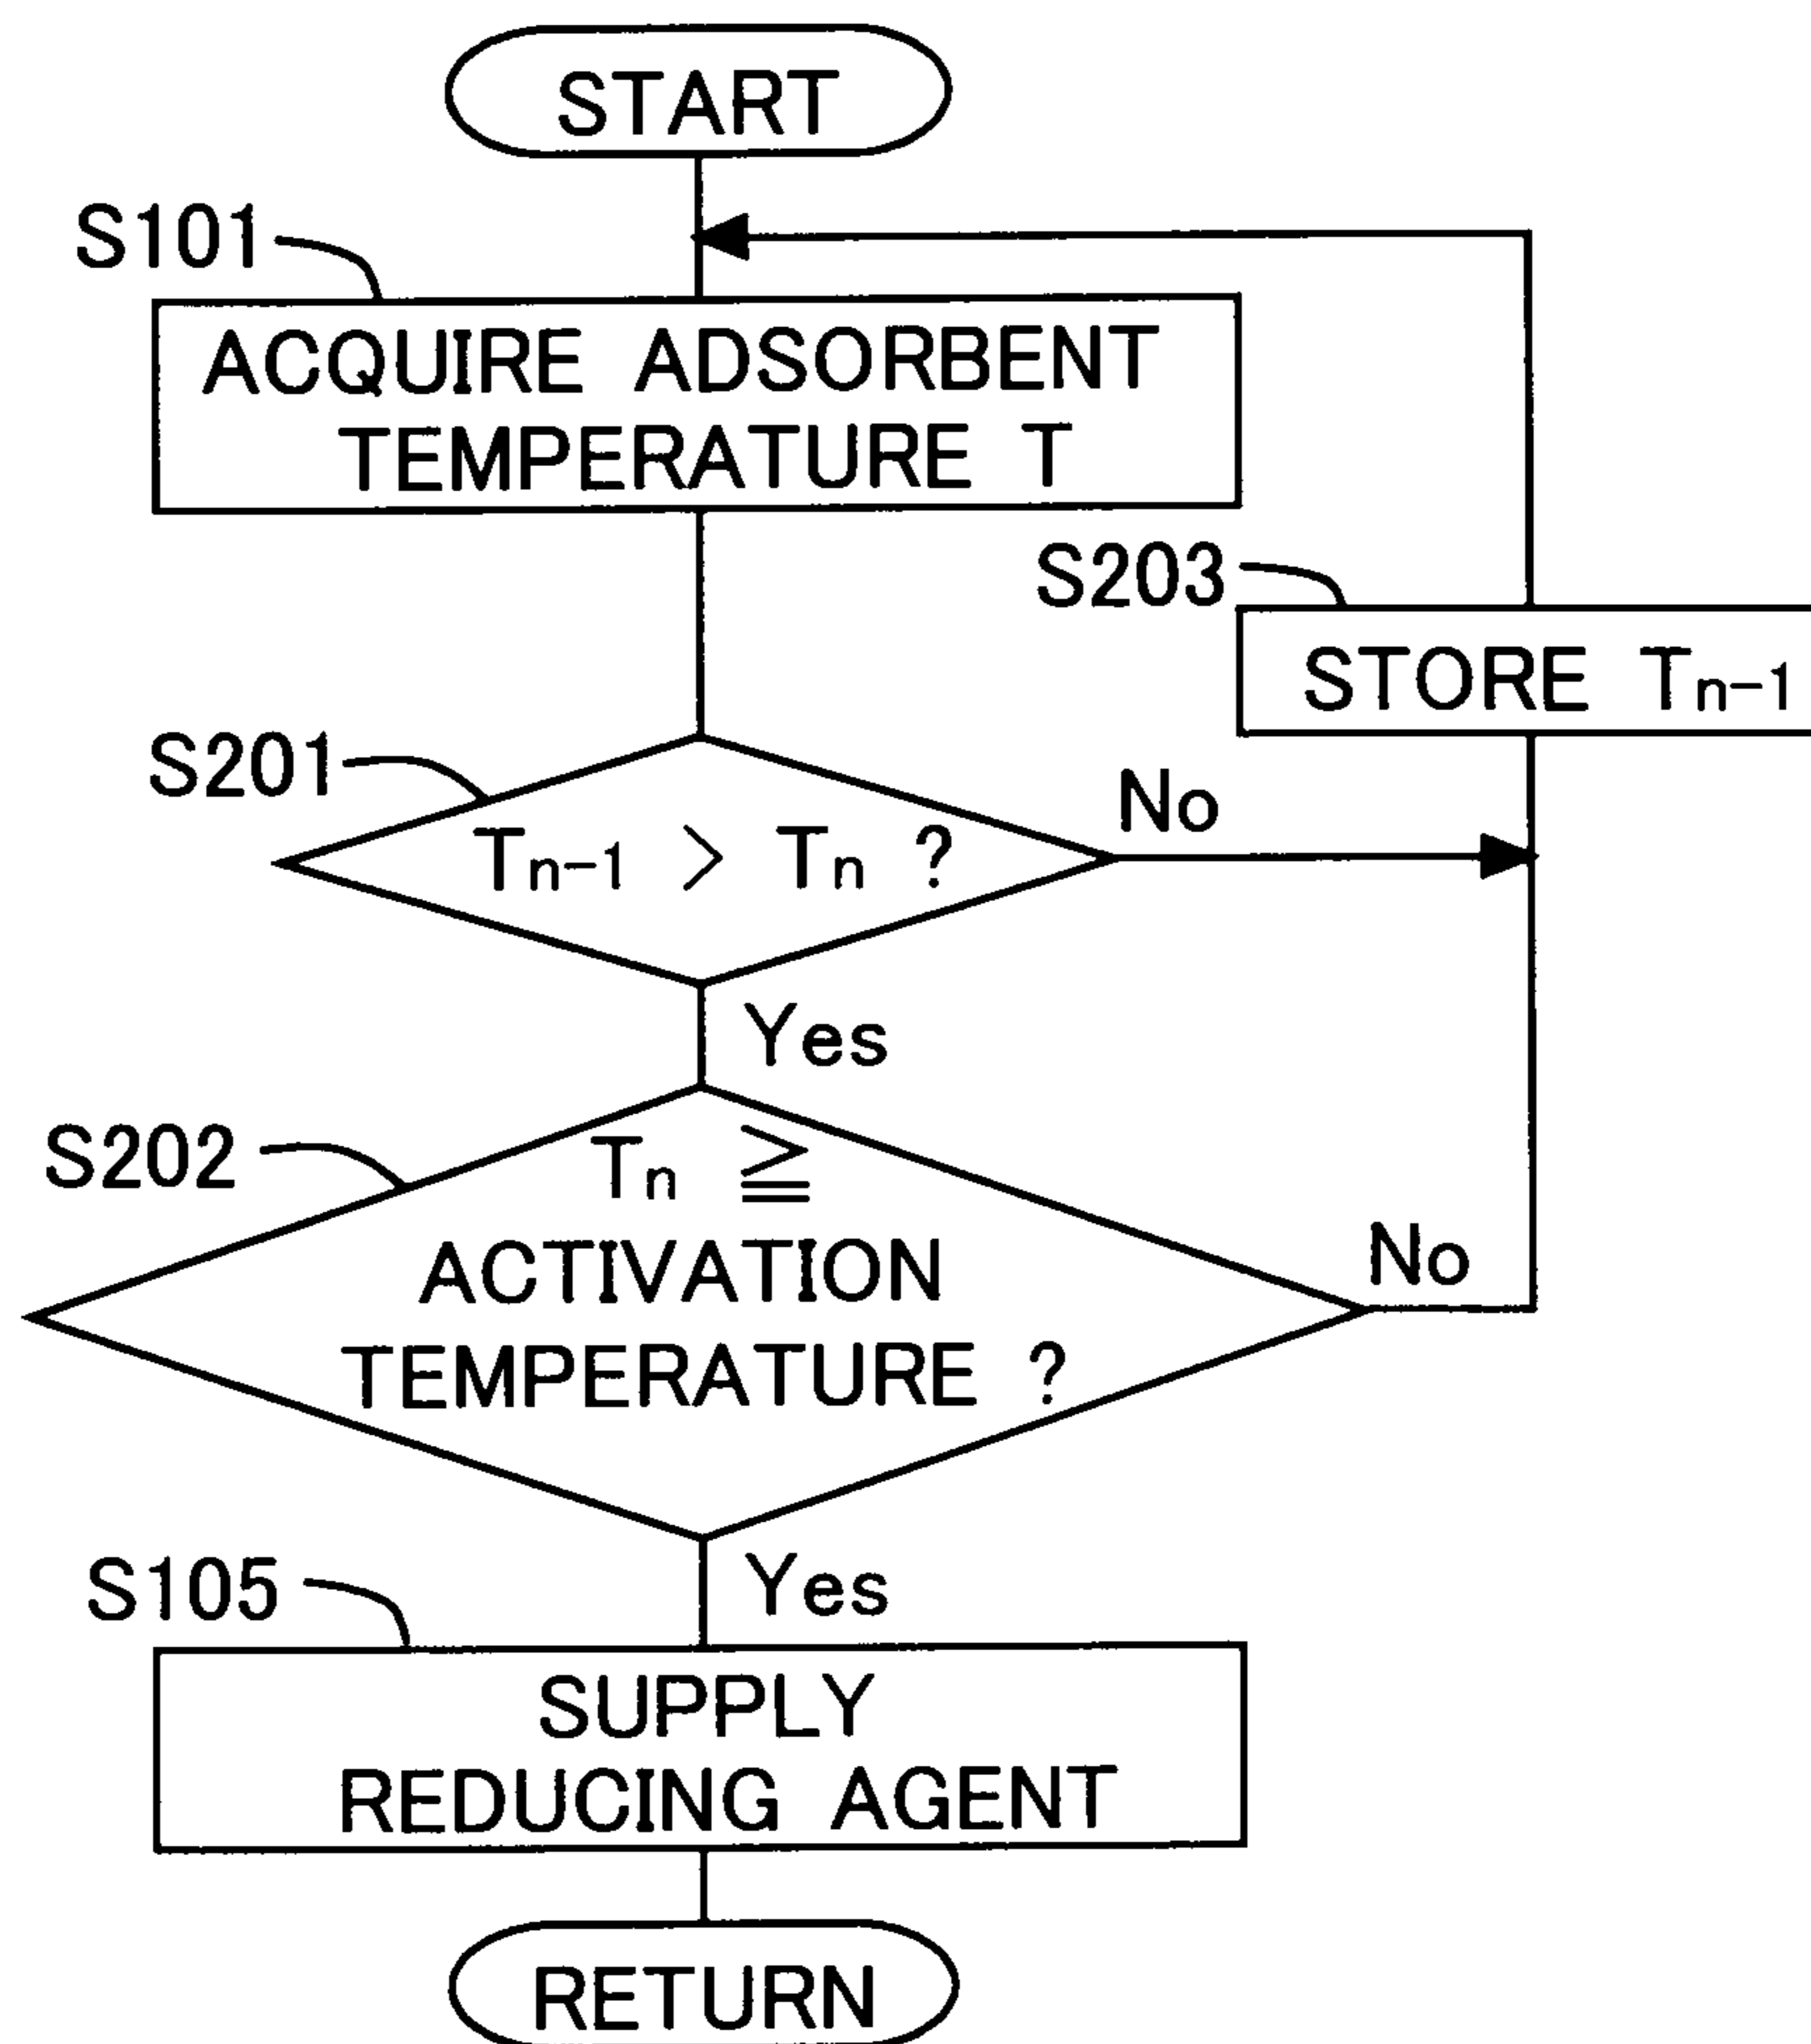 START
S101
ACQUIRE ADSORBENT
TEMPERATURE T
S203
STORE Tn-1
S201
Tn-1 > Tn ?
No
Yes
S202
Tn ≧
ACTIVATION
TEMPERATURE ?
No
Yes
S105
SUPPLY
REDUCING AGENT
RETURN